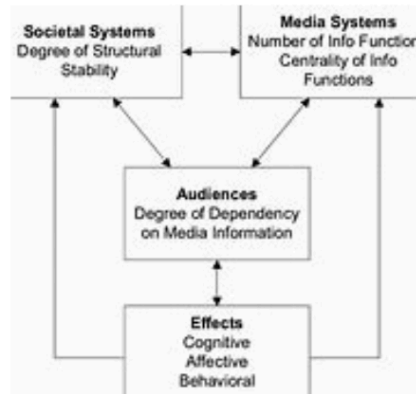 Societal Systems
Degree of Structural
Stability
Media Systems
Number of Info Function
Centrality of Info
Functions
Audiences
Degree of Dependency
on Media Information
Effects
Cognitive
Affective
Behavioral